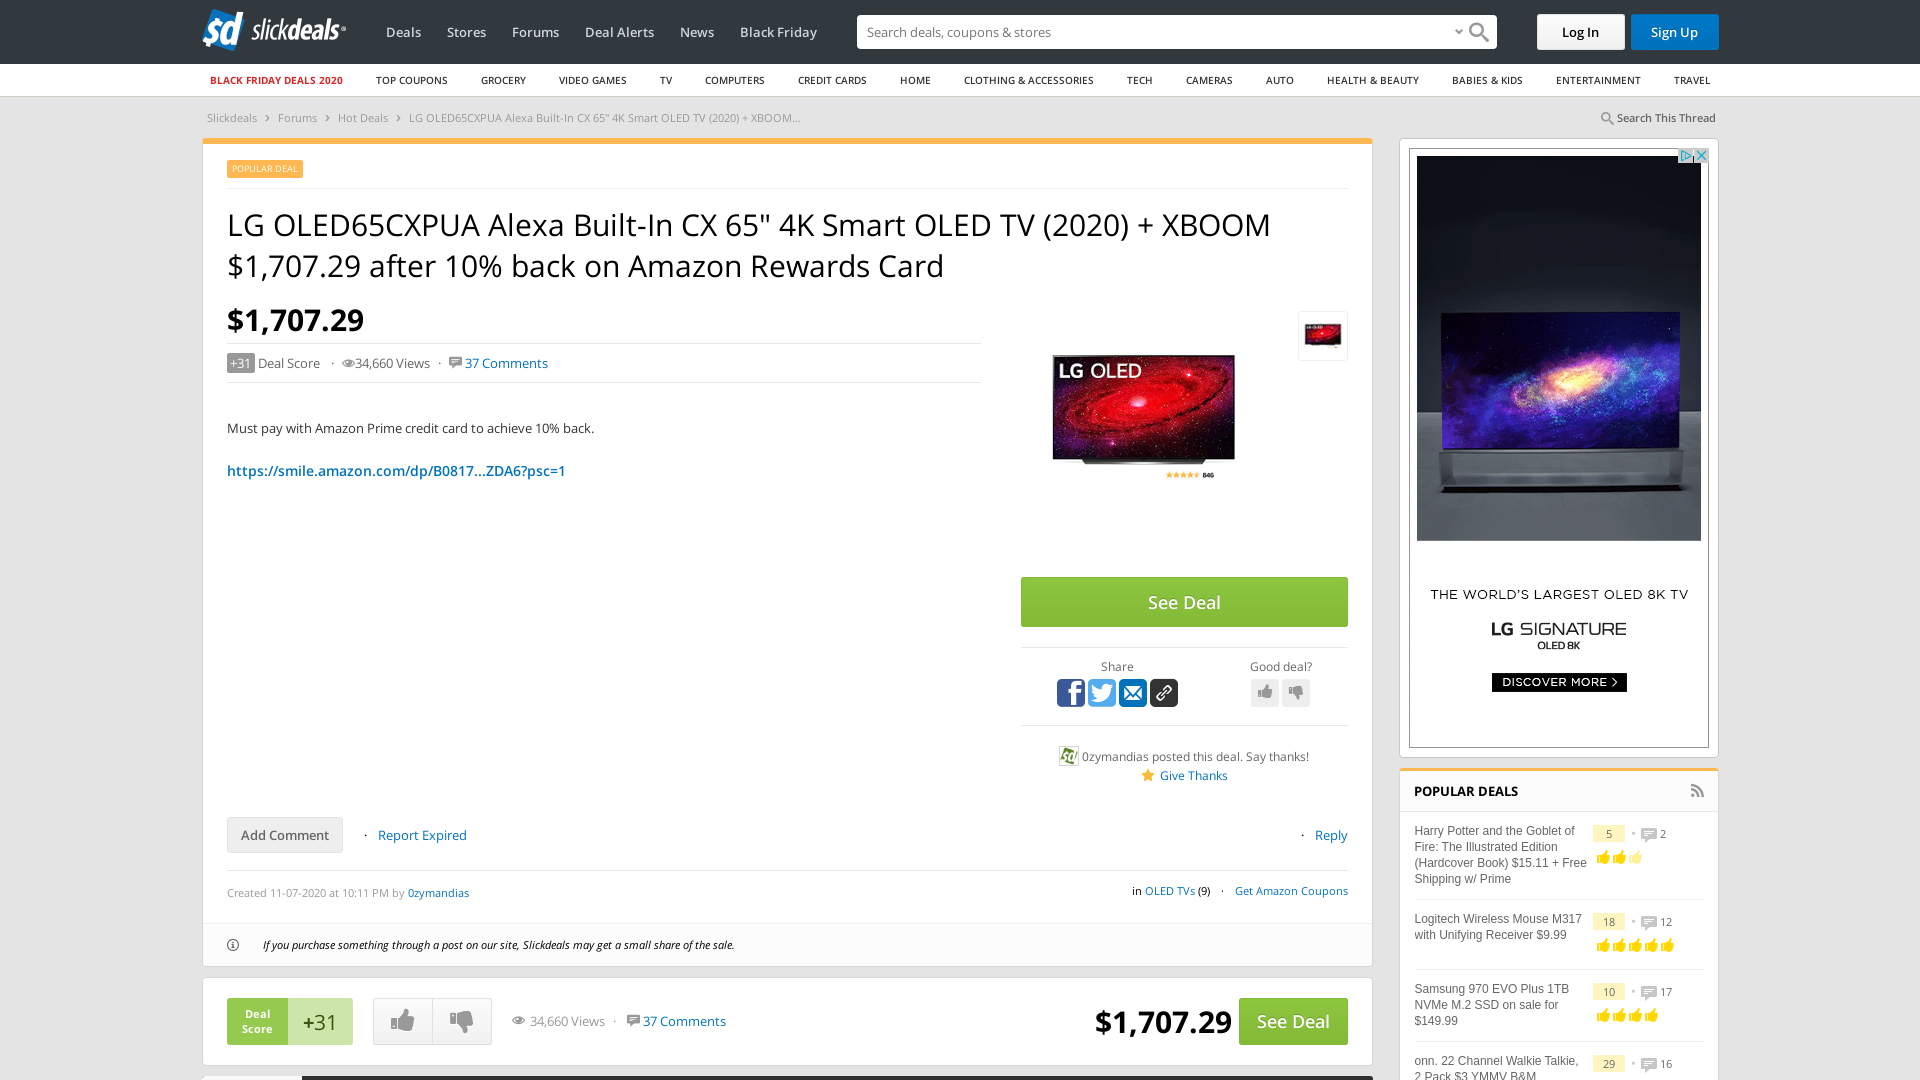 sd slickdeals
Deals Stores Forums Deal Alerts News Black Friday
Search deals, coupons & stores
Log In Sign Up
BLACK FRIDAY DEALS 2020 TOP COUPONS GROCERY VIDEO GAMES TV COMPUTERS CREDIT CARDS HOME CLOTHING & ACCESSORIES TECH CAMERAS AUTO HEALTH & BEAUTY BABIES & KIDS ENTERTAINMENT TRAVEL
Slickdeals › Forums › Hot Deals › LG OLED65CXPUA Alexa Built-In CX 65" 4K Smart OLED TV (2020) + XBOOM...
Search This Thread
POPULAR DEAL
LG OLED65CXPUA Alexa Built-In CX 65" 4K Smart OLED TV (2020) + XBOOM
$1,707.29 after 10% back on Amazon Rewards Card
$1,707.29
+31 Deal Score · 34,660 Views · 37 Comments
Must pay with Amazon Prime credit card to achieve 10% back.
https://smile.amazon.com/dp/B0817...ZDA6?psc=1
LG OLED
846
See Deal
Share
Good deal?
0zymandias posted this deal. Say thanks!
Give Thanks
Add Comment · Report Expired
· Reply
Created 11-07-2020 at 10:11 PM by 0zymandias
in OLED TVs (9) · Get Amazon Coupons
If you purchase something through a post on our site, Slickdeals may get a small share of the sale.
Deal
Score
+31
34,660 Views · 37 Comments
$1,707.29
See Deal
THE WORLD'S LARGEST OLED 8K TV
LG SIGNATURE
OLED 8K
DISCOVER MORE >
POPULAR DEALS
Harry Potter and the Goblet of
Fire: The Illustrated Edition
(Hardcover Book) $15.11 + Free
Shipping w/ Prime
5 • 2
Logitech Wireless Mouse M317
with Unifying Receiver $9.99
18 • 12
Samsung 970 EVO Plus 1TB
NVMe M.2 SSD on sale for
$149.99
10 • 17
onn. 22 Channel Walkie Talkie,
2 Pack $3 YMMV B&M
29 • 16